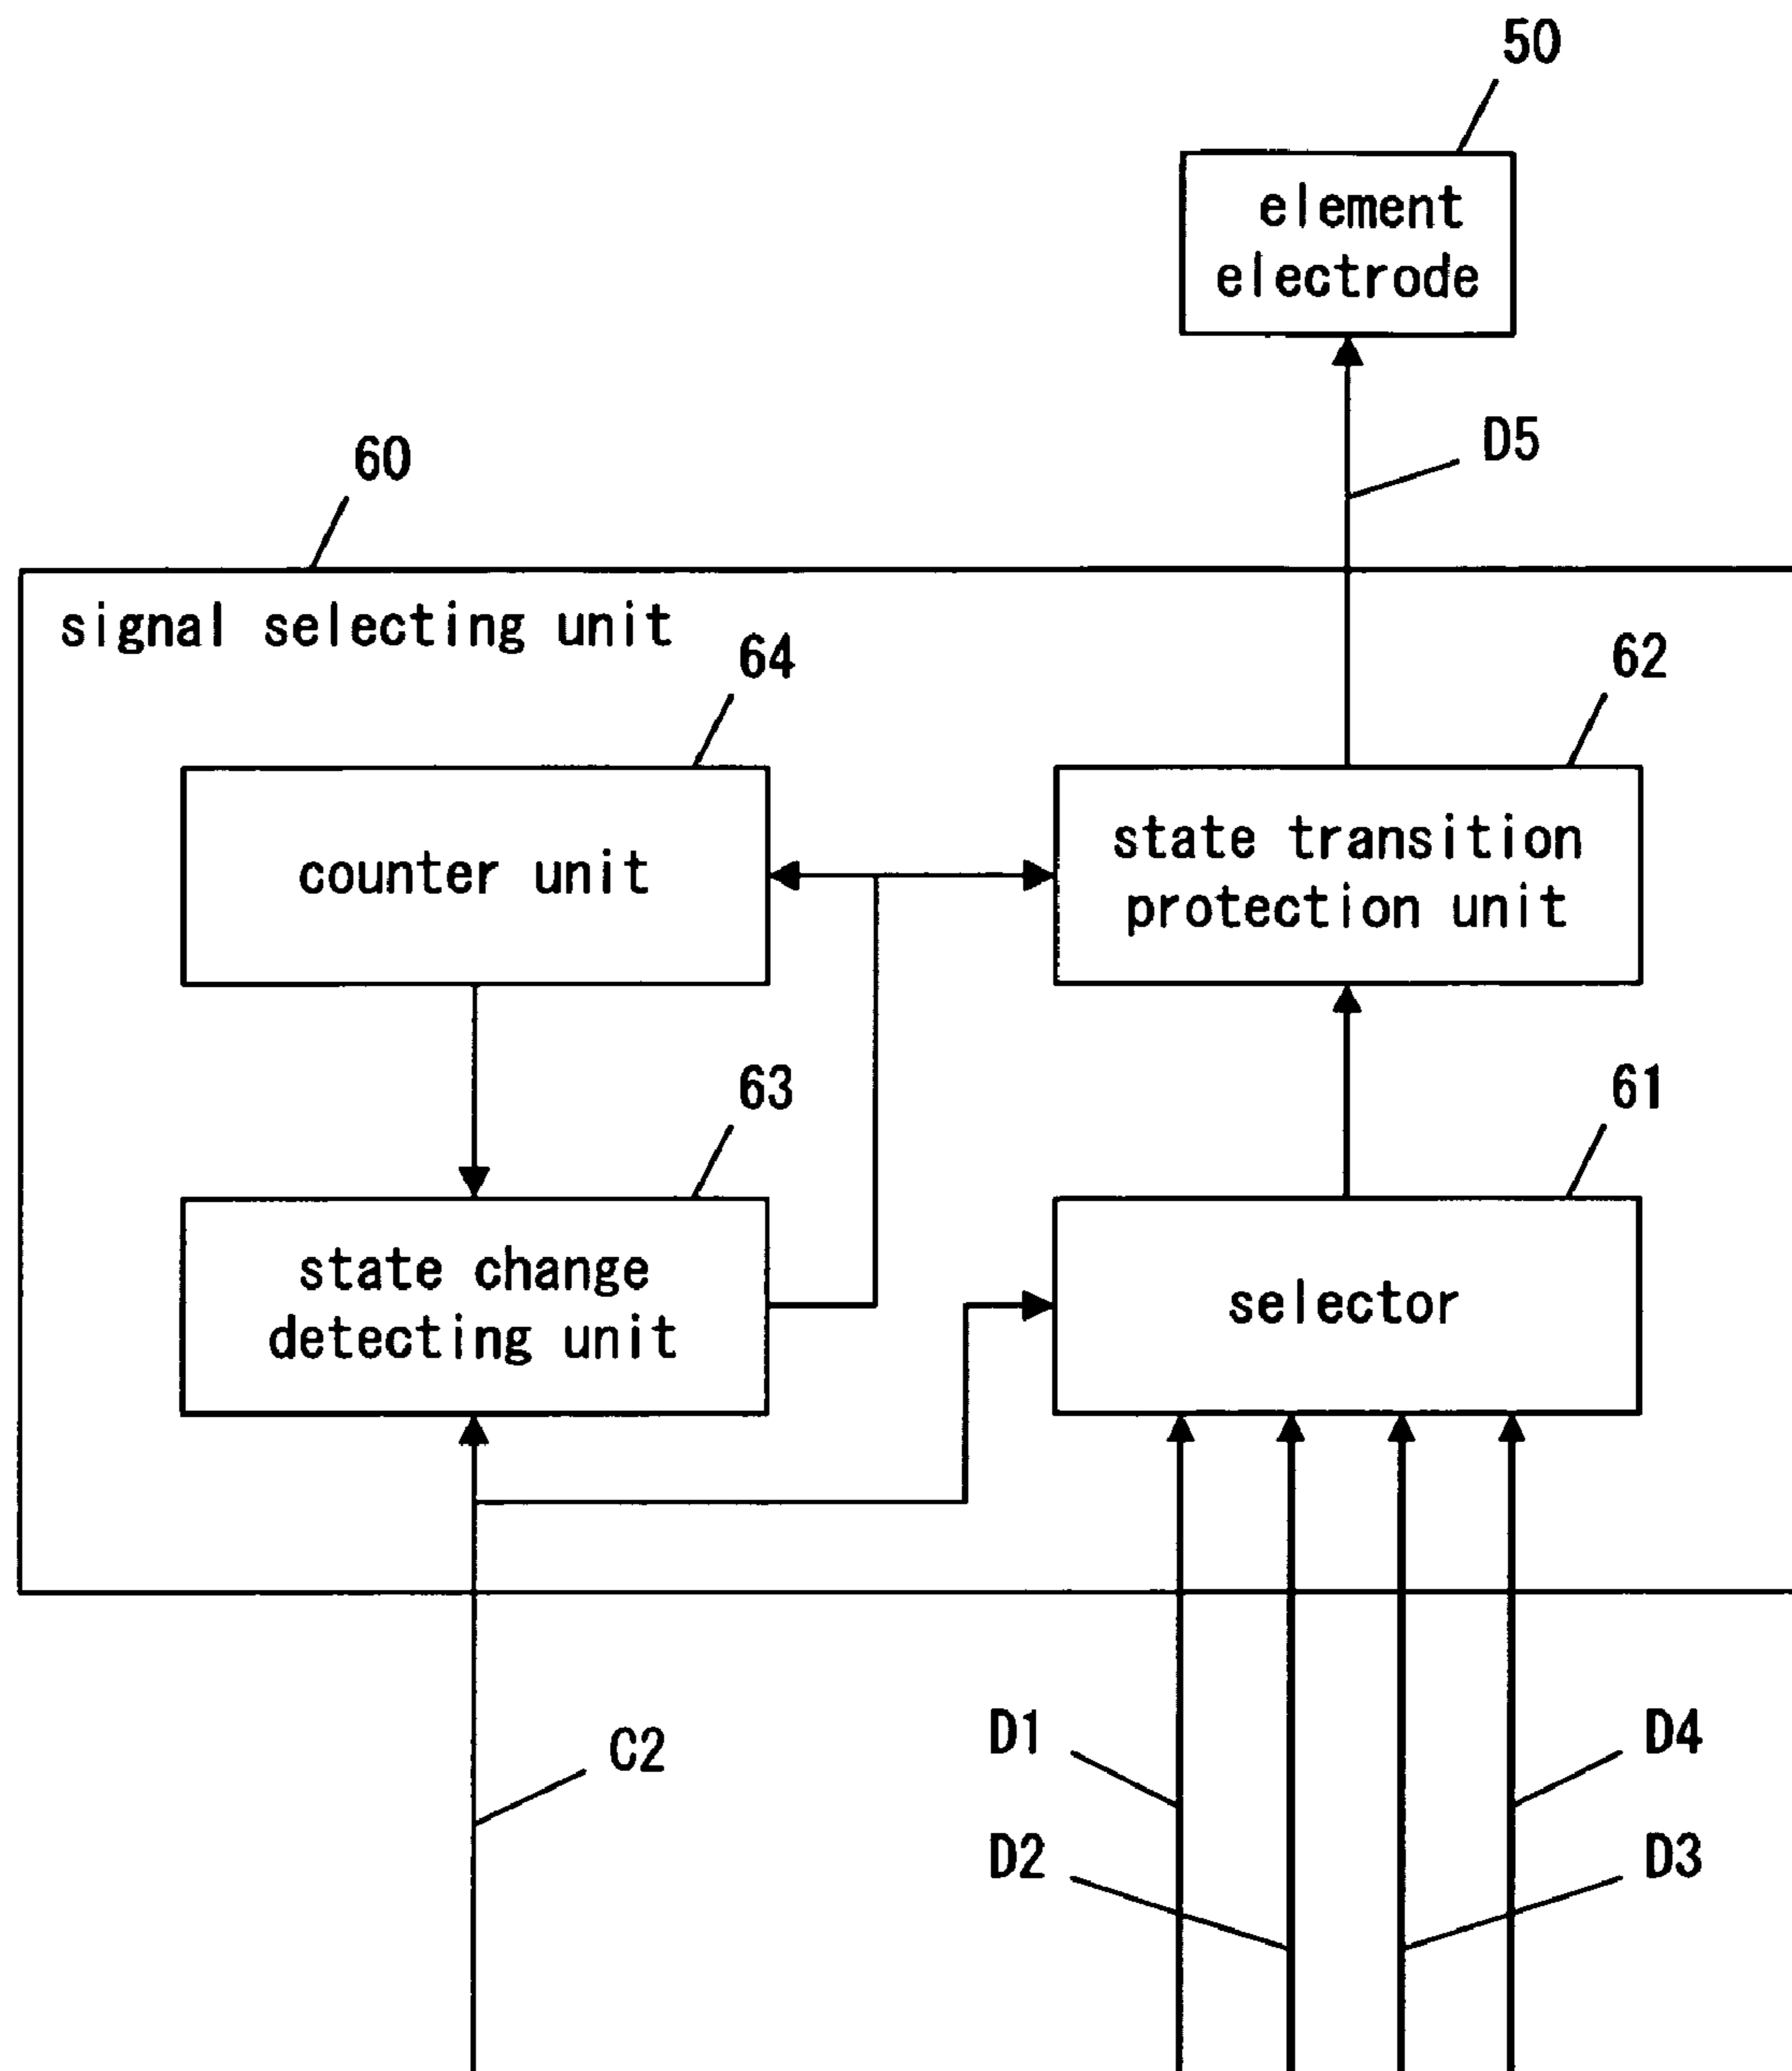 50
element
electrode
D5
60
signal selecting unit
64
62
counter unit
state transition
protection unit
63
61
state change
detecting unit
selector
C2
D1
D4
D2
D3